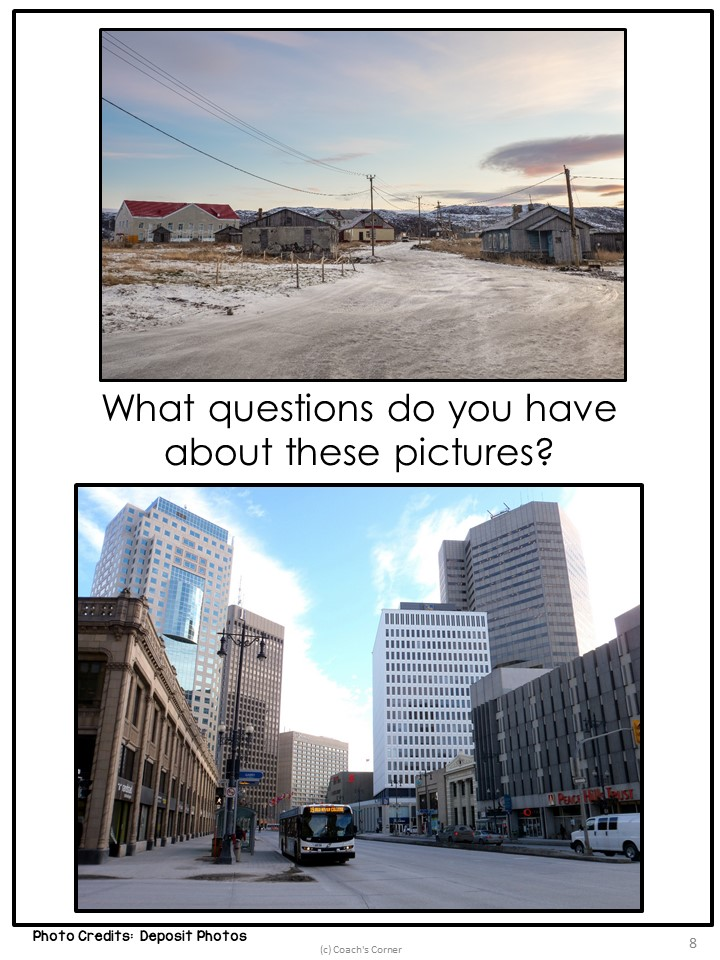 What questions do you have
about these pictures?
Photo Credits: Deposit Photos
(c) Coach's Corner
8